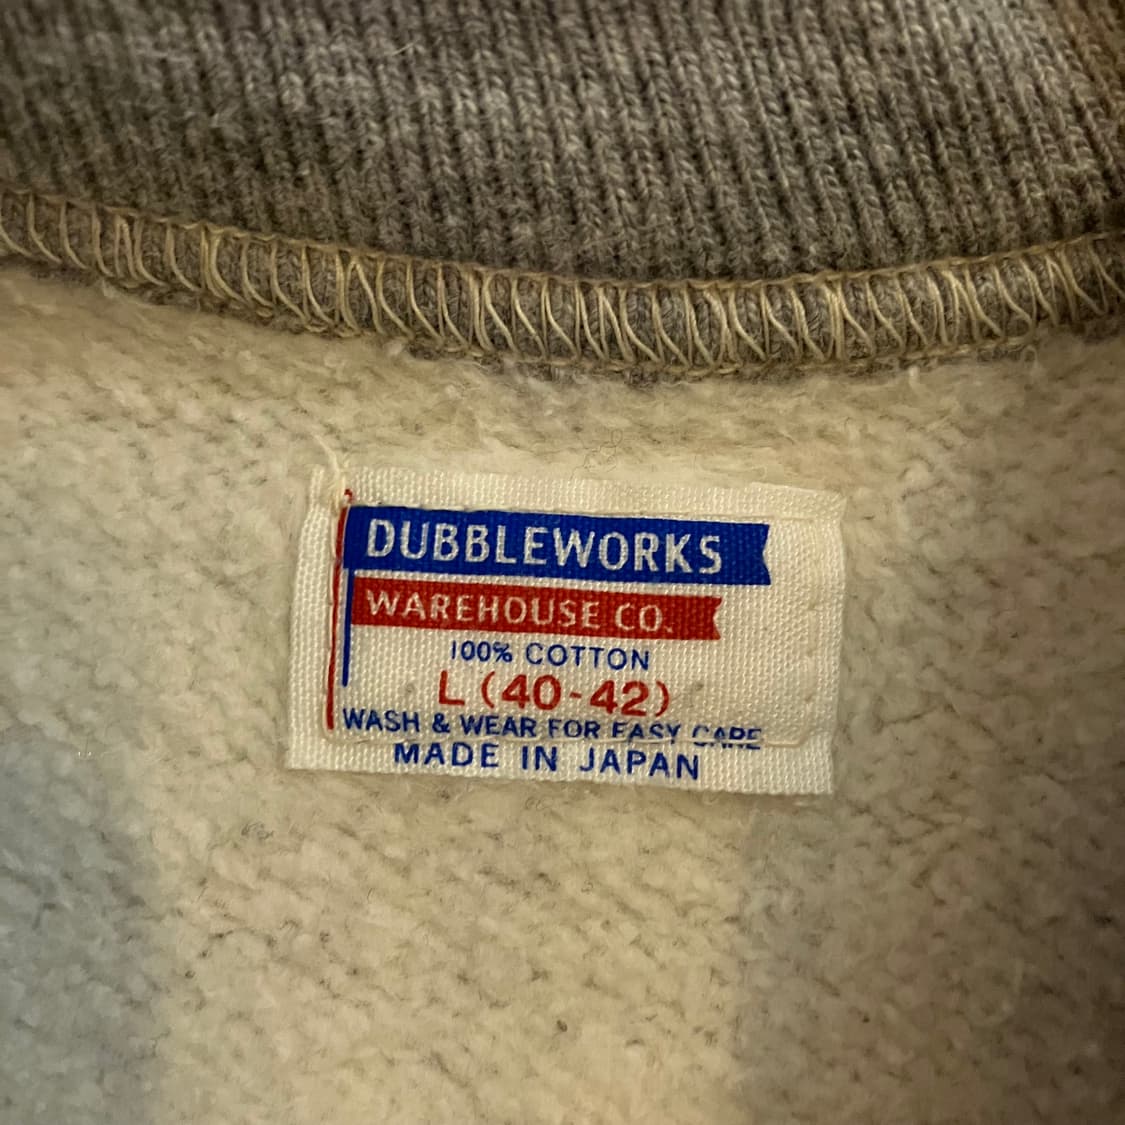 DUBBLEWORKS
WAREHOUSE CO.
100% COTTON
L (40-42)
WASH & WEAR FOR EASY CARE
MADE IN JAPAN